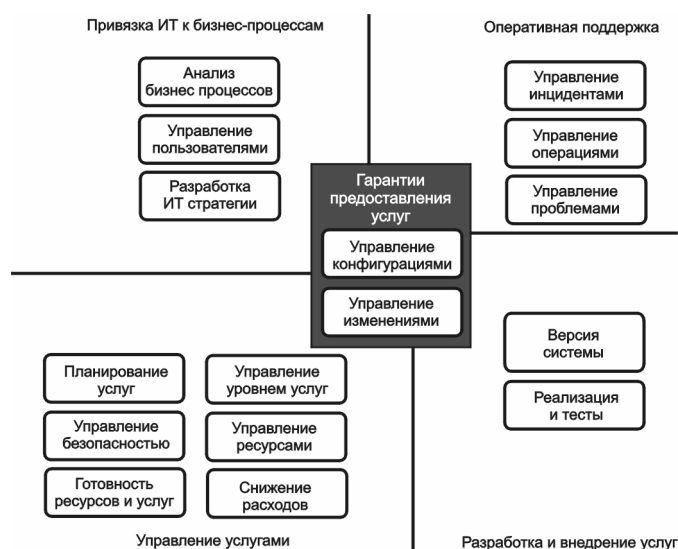 Привязка ИТ к бизнес-процессам
Анализ
бизнес процессов
Управление
пользователями
Разработка
ИТ стратегии
Оперативная поддержка
Управление
инцидентами
Управление
операциями
Управление
проблемами
Гарантии
предоставления
услуг
Управление
конфигурациями
Управление
изменениями
Планирование
услуг
Управление
уровнем услуг
Управление
безопасностью
Управление
ресурсами
Готовность
ресурсов и услуг
Снижение
расходов
Управление услугами
Версия
системы
Реализация
и тесты
Разработка и внедрение услуг